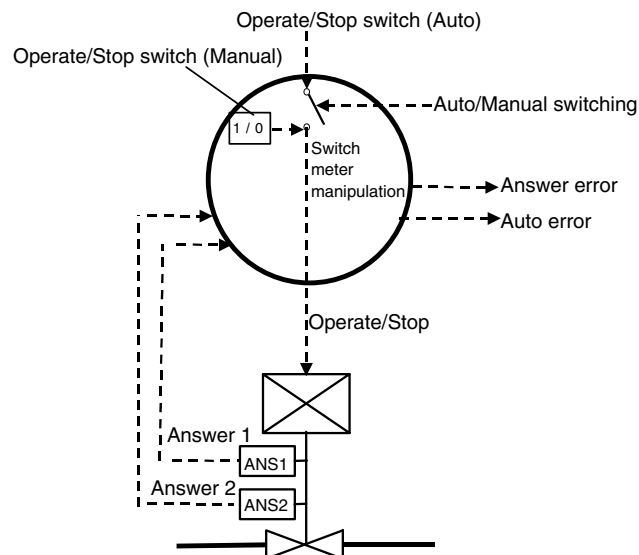 Operate/Stop switch (Auto)
Operate/Stop switch (Manual)
Auto/Manual switching
1 / 0
Switch
meter
manipulation
Answer error
Auto error
Operate/Stop
Answer 1
ANS1
Answer 2
ANS2